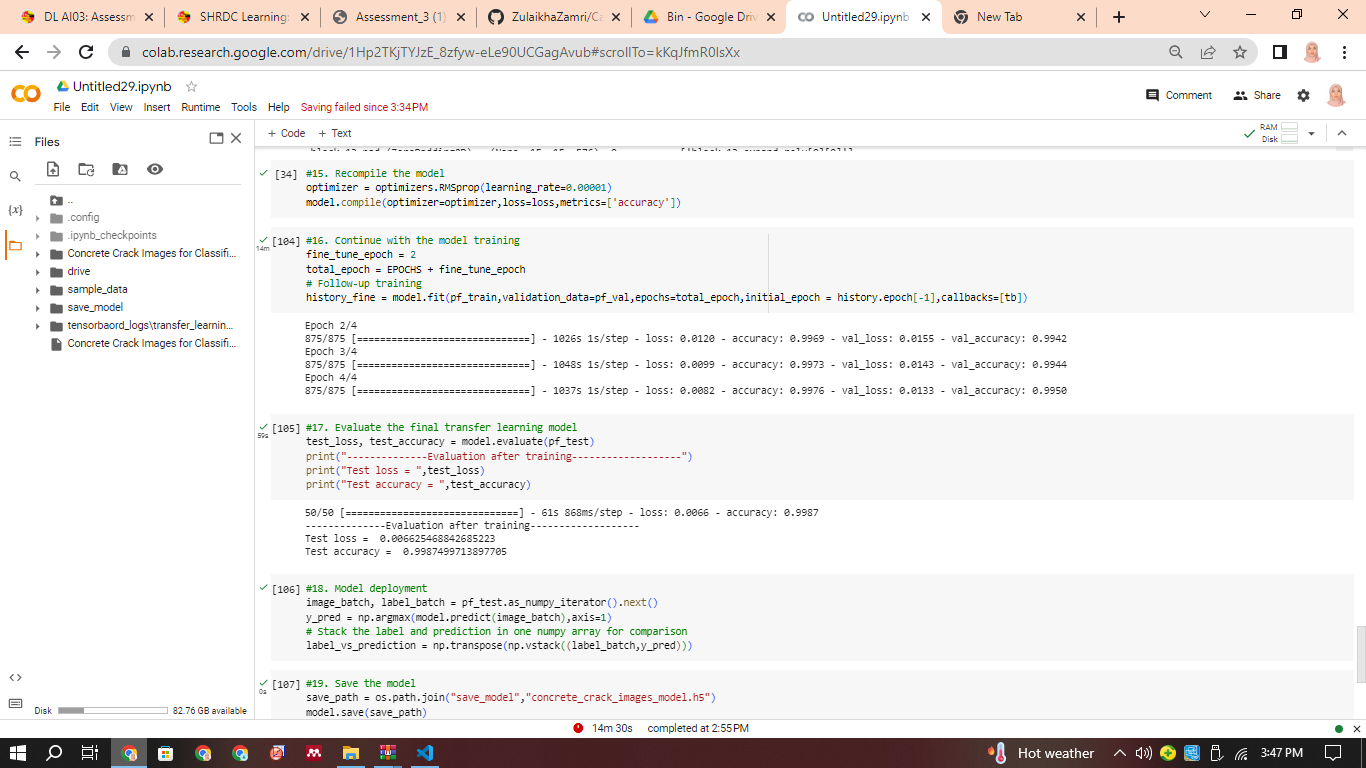 DL AI03: Assessm
SHRDC Learning:
Assessment_3 (1)
ZulaikhaZamri/Ca
Bin - Google Driv
Untitled29.ipynb
New Tab
colab.research.google.com/drive/1Hp2TKjTYJzE_8zfyw-eLe90UCGagAvub#scrollTo=kKqJfmR0IsXx
Untitled29.ipynb
File Edit View Insert Runtime Tools Help Saving failed since 3:34PM
Comment Share
Files
+ Code + Text
RAM
Disk
..
.config
.ipynb_checkpoints
Concrete Crack Images for Classifi...
drive
sample_data
save_model
tensorbaord_logs\transfer_learnin...
Concrete Crack Images for Classifi...
Disk 82.76 GB available
[34] #15. Recompile the model
optimizer = optimizers.RMSprop(learning_rate=0.00001)
model.compile(optimizer=optimizer,loss=loss,metrics=['accuracy'])
[104] #16. Continue with the model training
14m
fine_tune_epoch = 2
total_epoch = EPOCHS + fine_tune_epoch
# Follow-up training
history_fine = model.fit(pf_train,validation_data=pf_val,epochs=total_epoch,initial_epoch = history.epoch[-1],callbacks=[tb])
Epoch 2/4
875/875 [==============================] - 1026s 1s/step - loss: 0.0120 - accuracy: 0.9969 - val_loss: 0.0155 - val_accuracy: 0.9942
Epoch 3/4
875/875 [==============================] - 1048s 1s/step - loss: 0.0099 - accuracy: 0.9973 - val_loss: 0.0143 - val_accuracy: 0.9944
Epoch 4/4
875/875 [==============================] - 1037s 1s/step - loss: 0.0082 - accuracy: 0.9976 - val_loss: 0.0133 - val_accuracy: 0.9950
[105] #17. Evaluate the final transfer learning model
59s
test_loss, test_accuracy = model.evaluate(pf_test)
print("--------------Evaluation after training-------------------")
print("Test loss = ",test_loss)
print("Test accuracy = ",test_accuracy)
50/50 [==============================] - 61s 868ms/step - loss: 0.0066 - accuracy: 0.9987
--------------Evaluation after training-------------------
Test loss =  0.006625468842685223
Test accuracy =  0.9987499713897705
[106] #18. Model deployment
image_batch, label_batch = pf_test.as_numpy_iterator().next()
y_pred = np.argmax(model.predict(image_batch),axis=1)
# Stack the label and prediction in one numpy array for comparison
label_vs_prediction = np.transpose(np.vstack((label_batch,y_pred)))
[107] #19. Save the model
0s
save_path = os.path.join("save_model","concrete_crack_images_model.h5")
model.save(save_path)
14m 30s completed at 2:55PM
Hot weather
3:47 PM